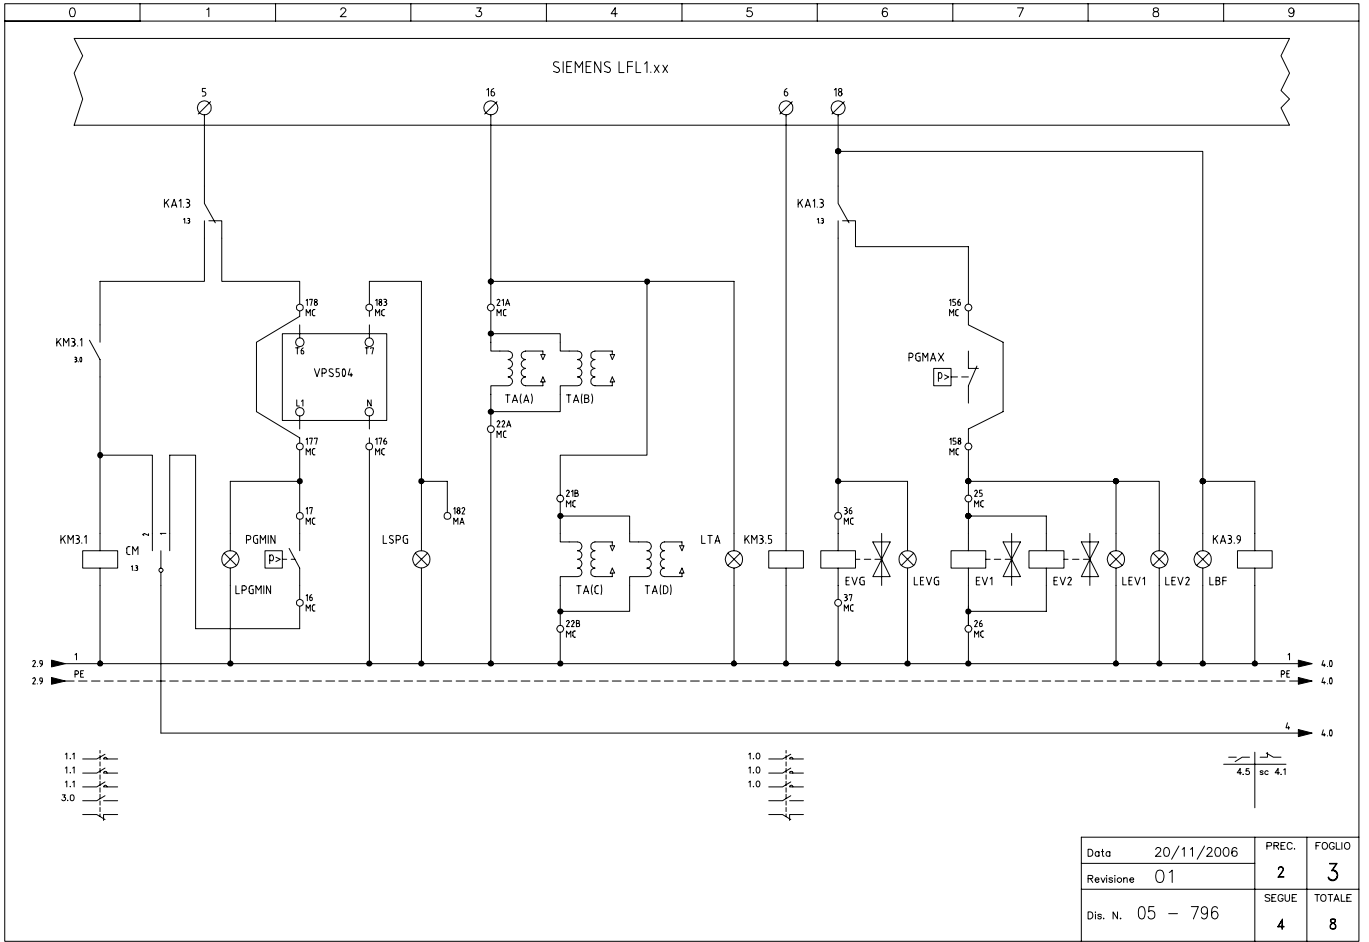 0 1 2 3 4 5 6 7 8 9
SIEMENS LFL1.xx
5 16 6 18
KA1.3 KA1.3
1.3 1.3
178 183 21A 156
MC MC MC MC
KM3.1
3.0
T6 T7
PGMAX
VPS504
P>
TA(A) TA(B)
L1 N
22A
MC
177 176 158
MC MC MC
21B 25
MC MC
17 182 36
MC MA MC
2 1
KM3.1 CM PGMIN LSPG LTA KM3.5 KA3.9
1.3
P>
EVG LEVG EV1 EV2 LEV1 LEV2 LBF
LPGMIN TA(C) TA(D)
16 37
MC MC
22B 26
MC MC
2.9 1 1 4.0
2.9 PE PE 4.0
4 4.0
1.1 1.0
1.1 1.0
1.1 1.0
3.0
4.5 sc 4.1
Data 20/11/2006 PREC. FOGLIO
Revisione 01 2 3
SEGUE TOTALE
Dis. N. 05 - 796 4 8